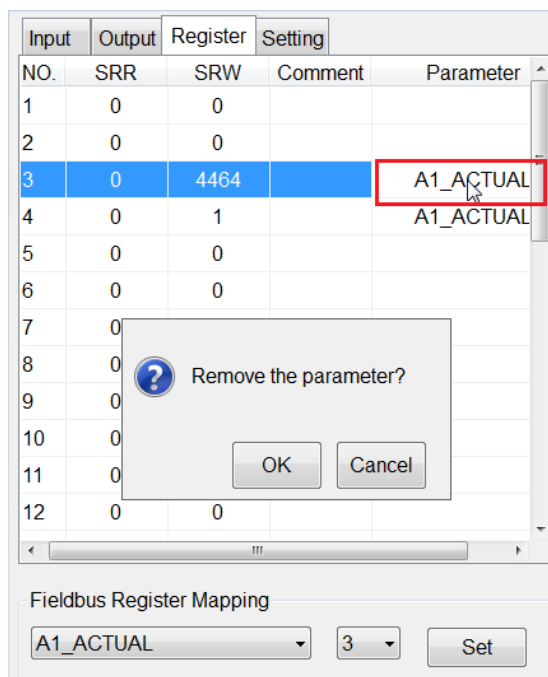 Input Output Register Setting
NO. SRR SRW Comment Parameter
1 0 0
2 0 0
3 0 4464 A1_ACTUAL
4 0 1 A1_ACTUAL
5 0 0
6 0 0
7 0
8 0
9 0
10 0
11 0
12 0 0
Remove the parameter?
OK Cancel
Fieldbus Register Mapping
A1_ACTUAL 3 Set